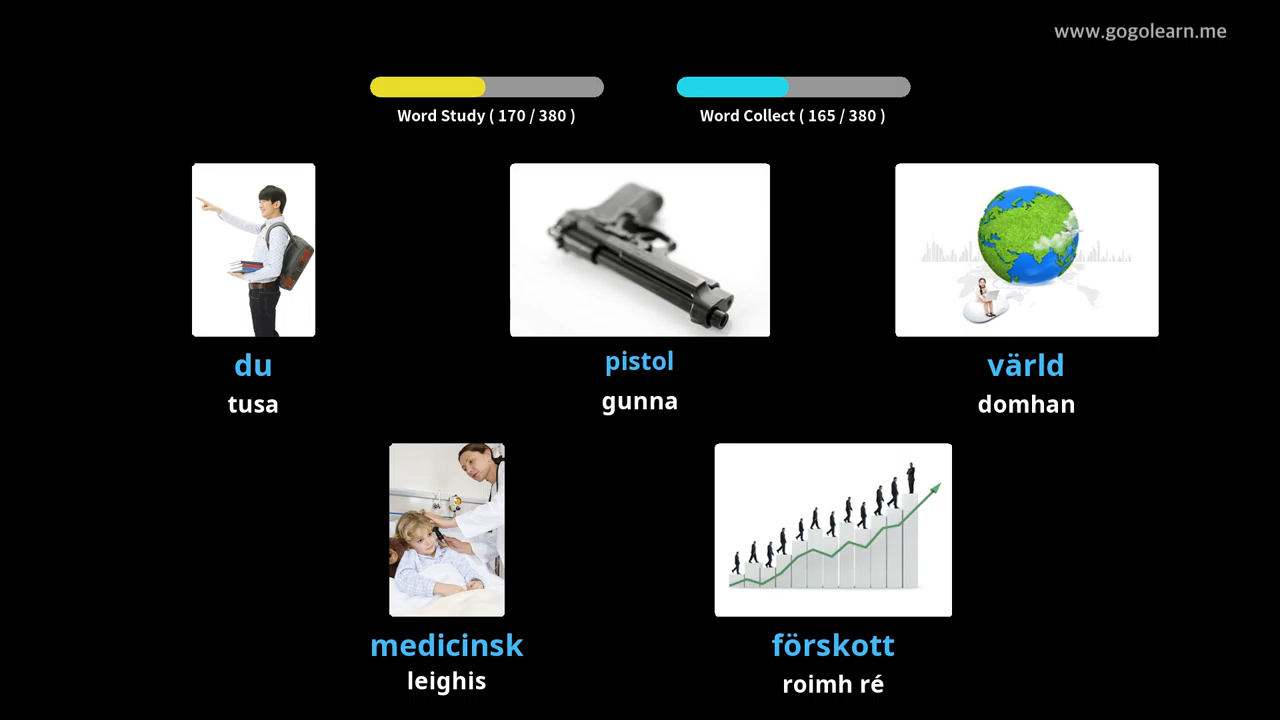 www.gogolearn.me
Word Study ( 170 / 380 )
Word Collect ( 165 / 380 )
du
tusa
pistol
gunna
värld
domhan
medicinsk
leighis
förskott
roimh ré